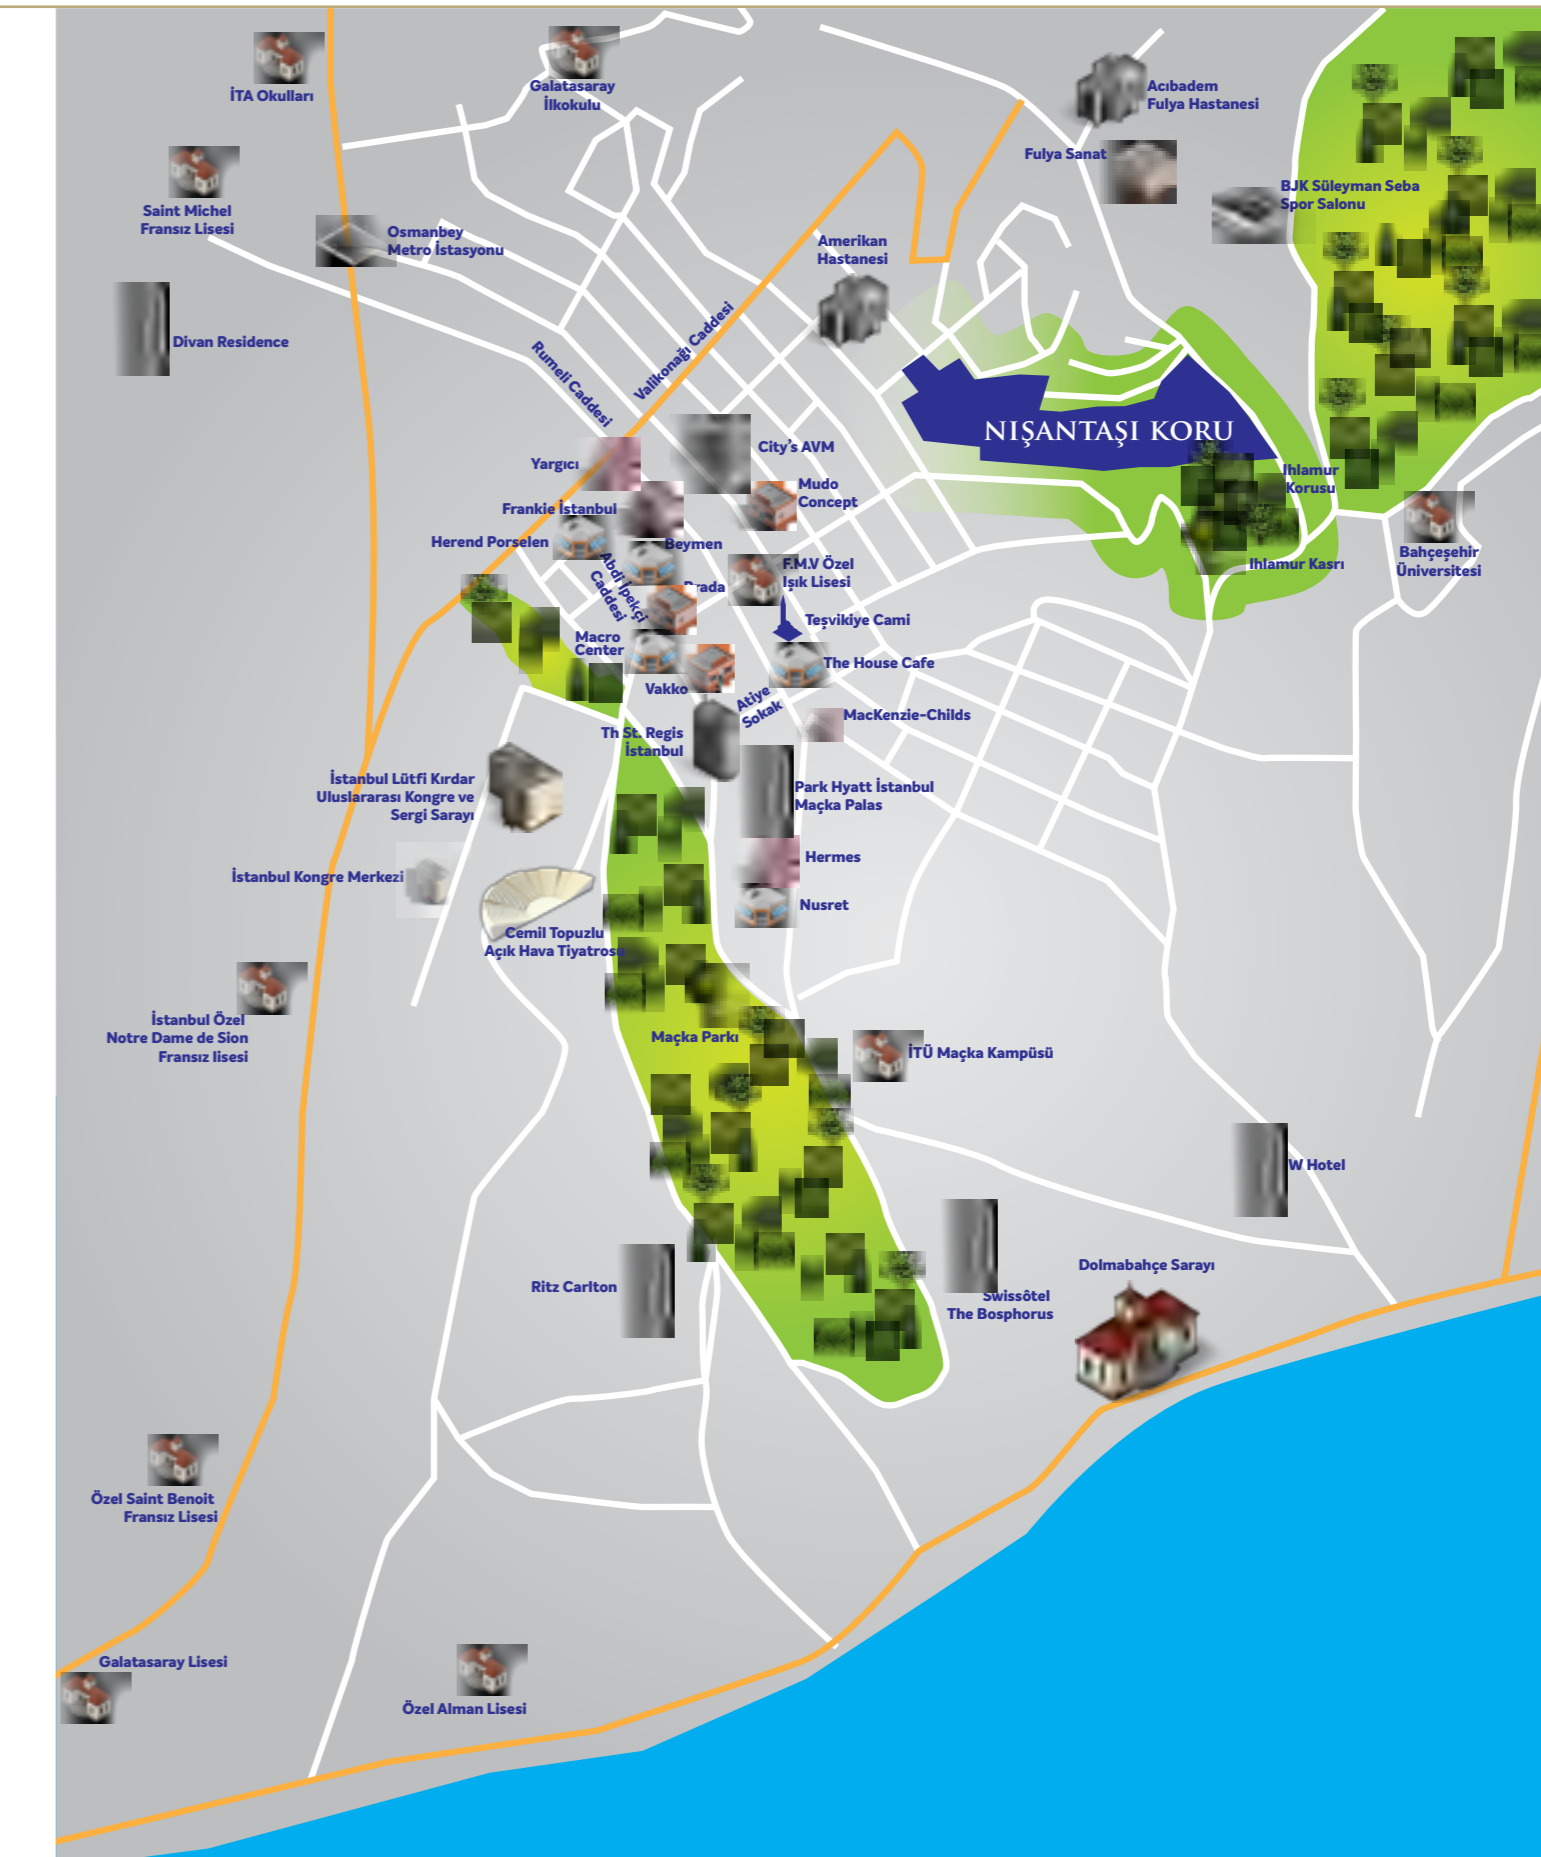 İTA Okulları
Galatasaray
İlkokulu
Acıbadem
Fulya Hastanesi
Fulya Sanat
BJK Süleyman Seba
Spor Salonu
Saint Michel
Fransız Lisesi
Osmanbey
Metro İstasyonu
Amerikan
Hastanesi
Divan Residence
Rumeli Caddesi
Valikonağı Caddesi
NIŞANTAŞI KORU
City's AVM
Yargıcı
Mudo
Concept
Ihlamur
Korusu
Frankie İstanbul
Herend Porselen
Beymen
Abdi İpekçi
Caddesi
Prada
F.M.V Özel
Işık Lisesi
Ihlamur Kasrı
Bahçeşehir
Üniversitesi
Teşvikiye Cami
Macro
Center
The House Cafe
Vakko
Atiye
Sokak
MacKenzie-Childs
Th St. Regis
İstanbul
İstanbul Lütfi Kırdar
Uluslararası Kongre ve
Sergi Sarayı
Park Hyatt İstanbul
Maçka Palas
Hermes
İstanbul Kongre Merkezi
Nusret
Cemil Topuzlu
Açık Hava Tiyatrosu
İstanbul Özel
Notre Dame de Sion
Fransız lisesi
Maçka Parkı
İTÜ Maçka Kampüsü
W Hotel
Ritz Carlton
Swissôtel
The Bosphorus
Dolmabahçe Sarayı
Özel Saint Benoit
Fransız Lisesi
Galatasaray Lisesi
Özel Alman Lisesi